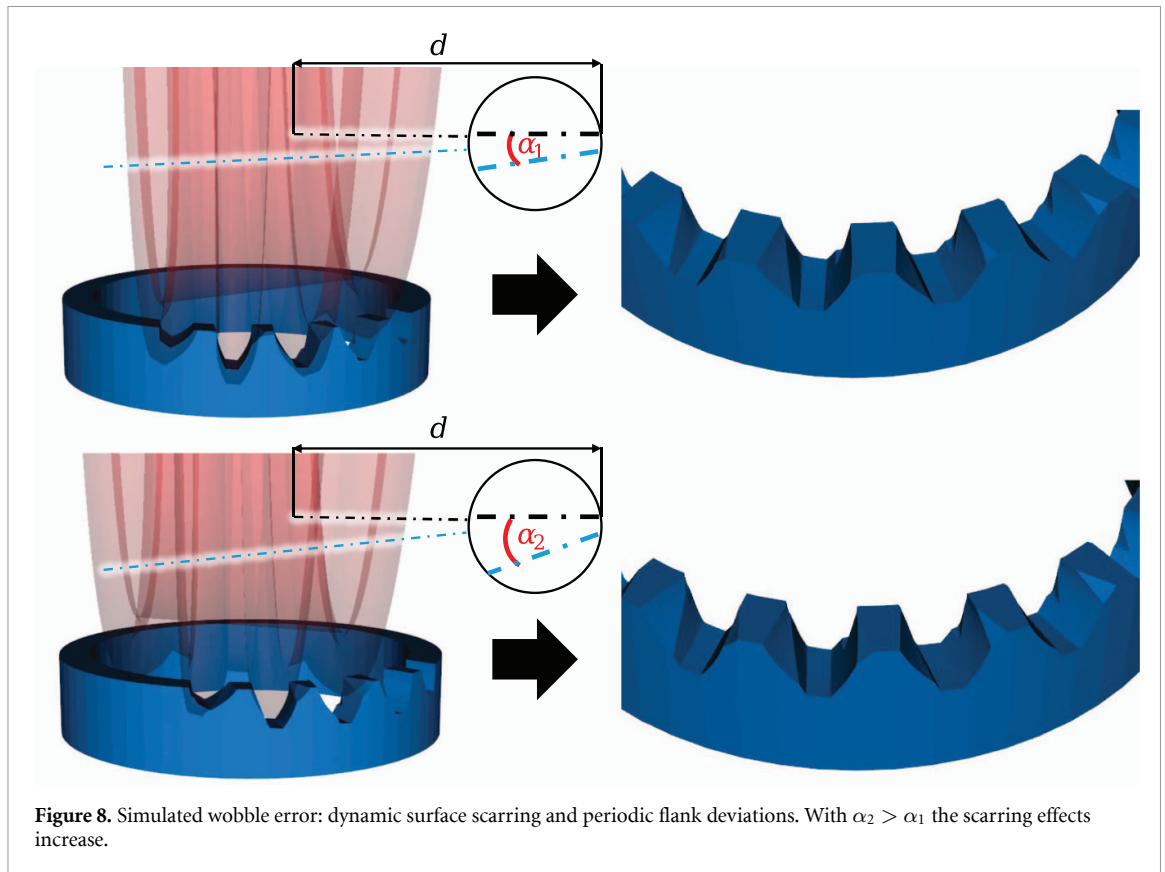 d
α₁
d
α₂
Figure 8. Simulated wobble error: dynamic surface scarring and periodic flank deviations. With α₂ > α₁ the scarring effects
increase.